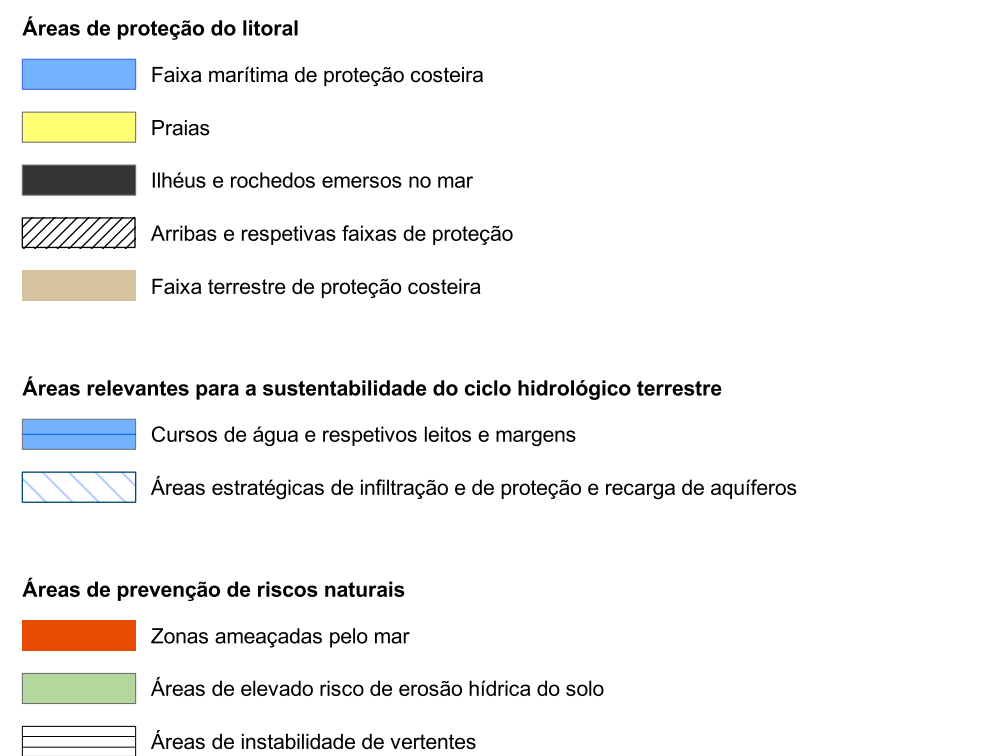 Áreas de proteção do litoral
Faixa marítima de proteção costeira
Praias
Ilhéus e rochedos emersos no mar
Arribas e respetivas faixas de proteção
Faixa terrestre de proteção costeira
Áreas relevantes para a sustentabilidade do ciclo hidrológico terrestre
Cursos de água e respetivos leitos e margens
Áreas estratégicas de infiltração e de proteção e recarga de aquíferos
Áreas de prevenção de riscos naturais
Zonas ameaçadas pelo mar
Áreas de elevado risco de erosão hídrica do solo
Áreas de instabilidade de vertentes